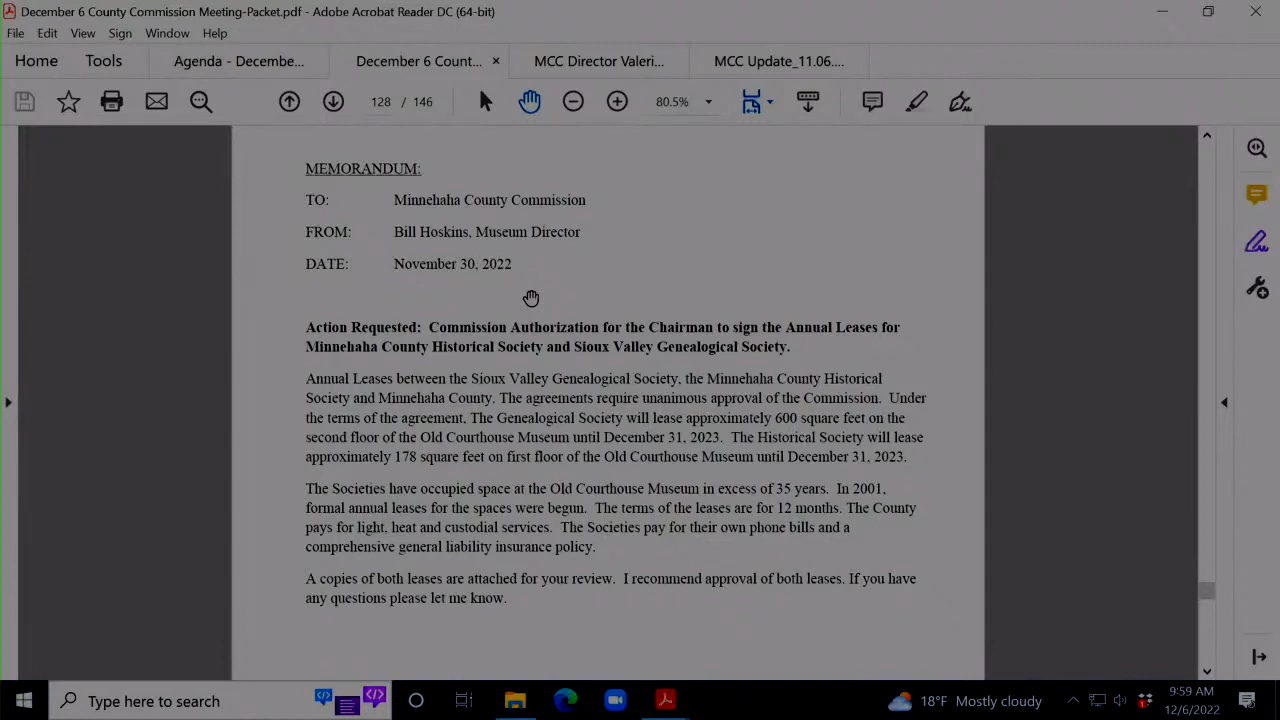 December 6 County Commission Meeting-Packet.pdf - Adobe Acrobat Reader DC (64-bit)
File Edit View Sign Window Help
Home Tools Agenda - Decembe... December 6 Count... × MCC Director Valeri... MCC Update_11.06....
128 / 146 80.5%
MEMORANDUM:
TO: Minnehaha County Commission
FROM: Bill Hoskins, Museum Director
DATE: November 30, 2022
Action Requested: Commission Authorization for the Chairman to sign the Annual Leases for
Minnehaha County Historical Society and Sioux Valley Genealogical Society.
Annual Leases between the Sioux Valley Genealogical Society, the Minnehaha County Historical
Society and Minnehaha County. The agreements require unanimous approval of the Commission. Under
the terms of the agreement, The Genealogical Society will lease approximately 600 square feet on the
second floor of the Old Courthouse Museum until December 31, 2023. The Historical Society will lease
approximately 178 square feet on first floor of the Old Courthouse Museum until December 31, 2023.
The Societies have occupied space at the Old Courthouse Museum in excess of 35 years. In 2001,
formal annual leases for the spaces were begun. The terms of the leases are for 12 months. The County
pays for light, heat and custodial services. The Societies pay for their own phone bills and a
comprehensive general liability insurance policy.
A copies of both leases are attached for your review. I recommend approval of both leases. If you have
any questions please let me know.
Type here to search
18°F Mostly cloudy
9:59 AM
12/6/2022